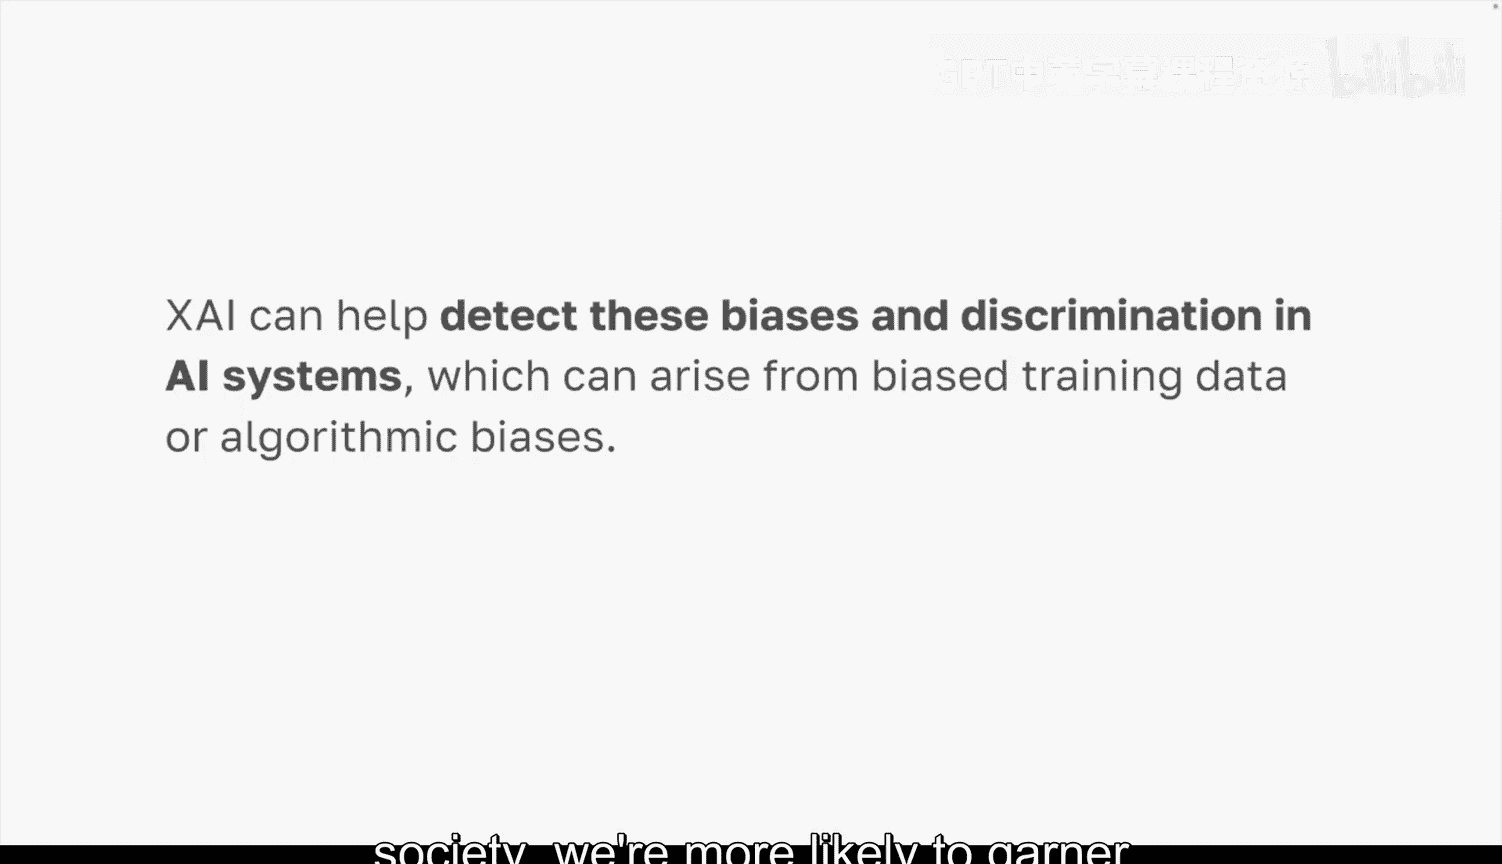 bilibili
XAI can help detect these biases and discrimination in
AI systems, which can arise from biased training data
or algorithmic biases.
society, we're more likely to garner